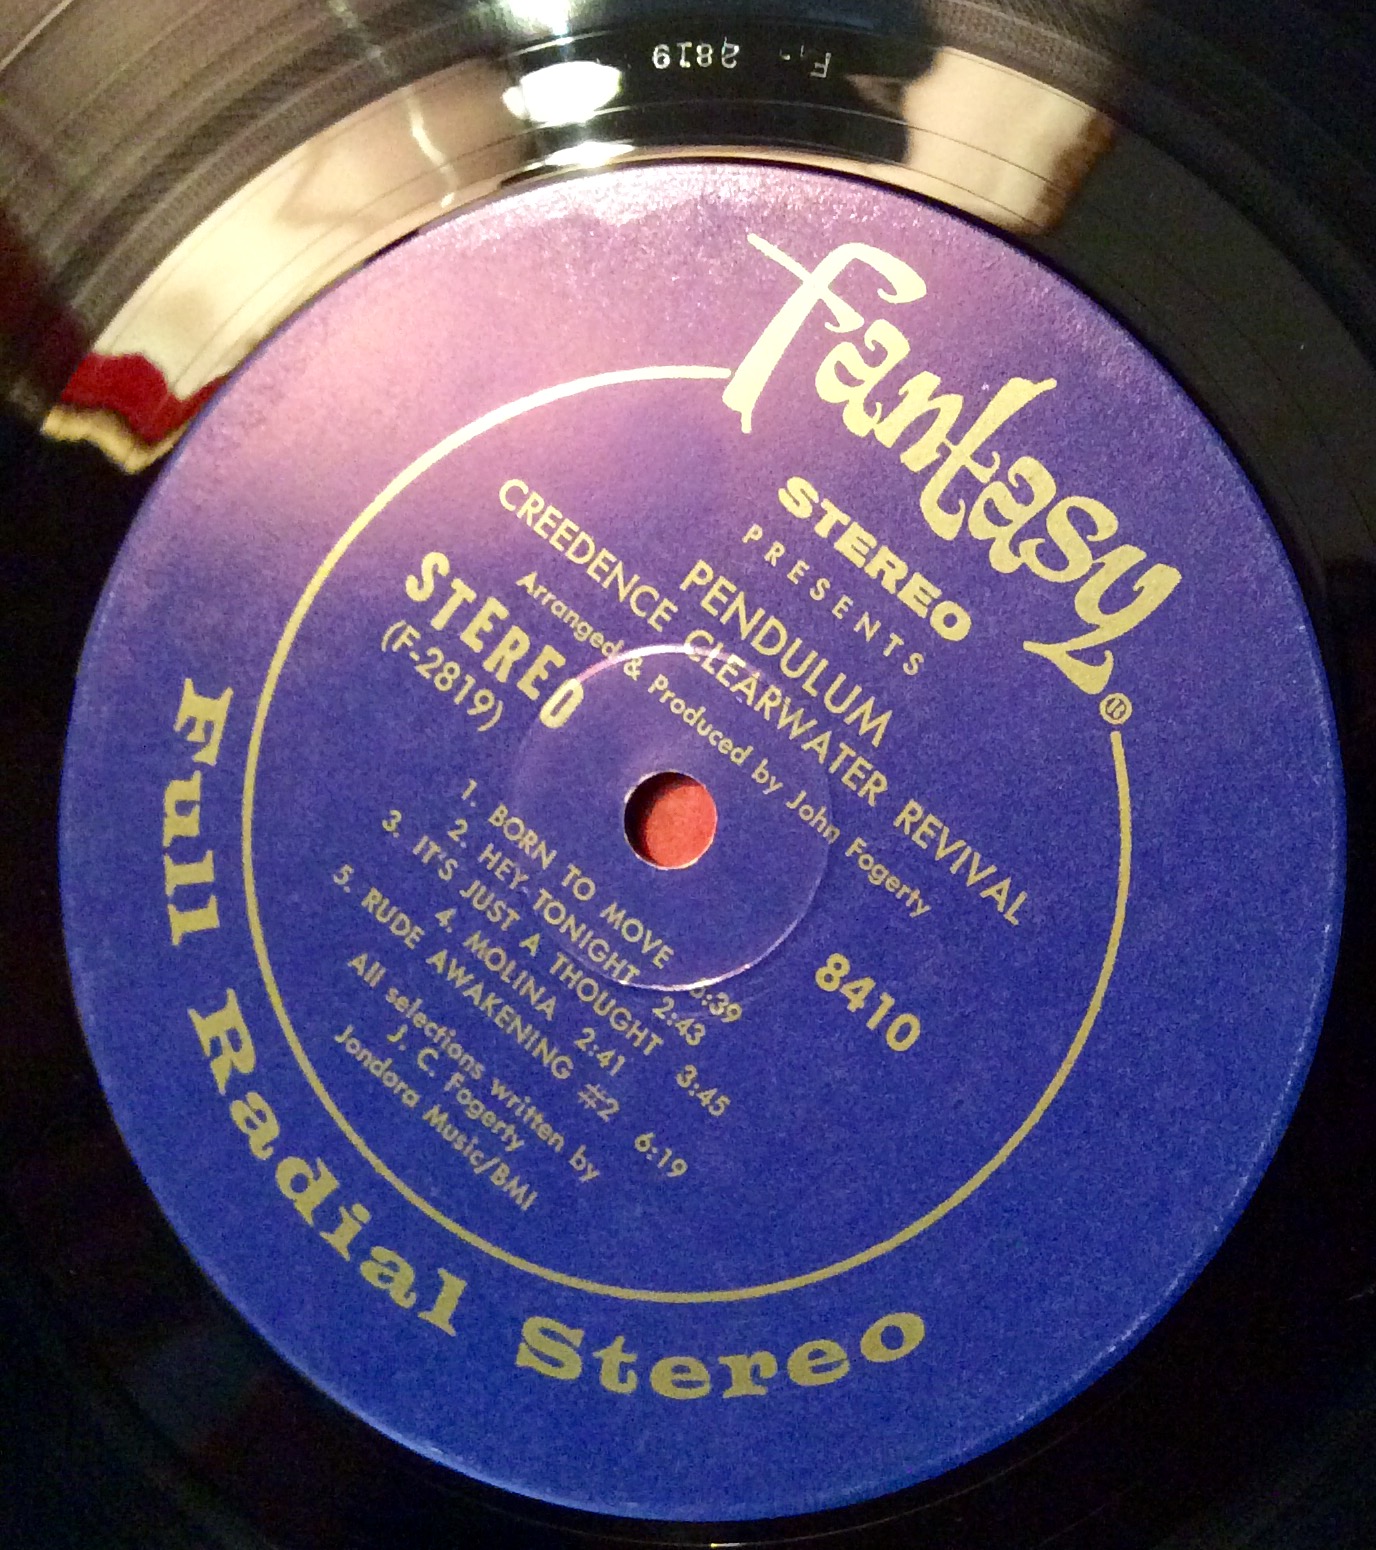 F 2819
fantasy®
STEREO
PRESENTS
PENDULUM
CREEDENCE CLEARWATER REVIVAL
Arranged & Produced by John Fogerty
STEREO
(F-2819)
8410
1. BORN TO MOVE 5:39
2. HEY TONIGHT 2:43
3. IT'S JUST A THOUGHT 3:45
4. MOLINA 2:41
5. RUDE AWAKENING #2 6:19
All selections written by
J. C. Fogerty
Jondora Music/BMI
Full Radial Stereo